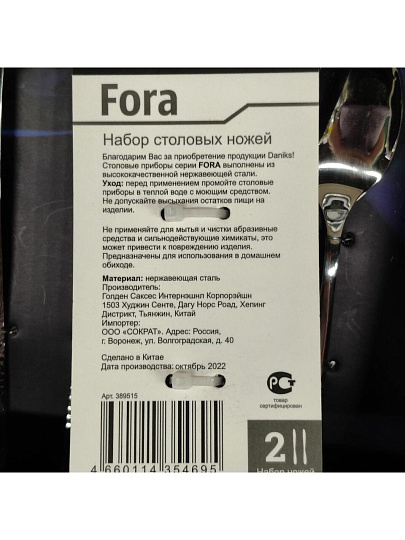 Fora
Набор столовых ножей
Благодарим Вас за приобретение продукции Daniks!
Столовые приборы серии FORA выполнены из
высококачественной нержавеющей стали.
Уход: перед применением промойте столовые
приборы в теплой воде с моющим средством.
Не допускайте высыхания остатков пищи на
изделии.
Не применяйте для мытья и чистки абразивные
средства и сильнодействующие химикаты, это
может привести к повреждению изделия.
Предназначены для использования в домашнем
обиходе.
Материал: нержавеющая сталь
Производитель:
Голден Саксес Интернэшнл Корпорэйшн
1503 Худжин Сенте, Дагу Норс Роад, Хепинг
Дистрикт, Тьянжин, Китай
Импортер:
ООО «СОКРАТ». Адрес: Россия,
г. Воронеж, ул. Волгоградская, д. 40
Сделано в Китае
Дата производства: октябрь 2022
РСТ
товар
сертифицирован
Арт. 389515
4 660114 354695
2
Набор ножей